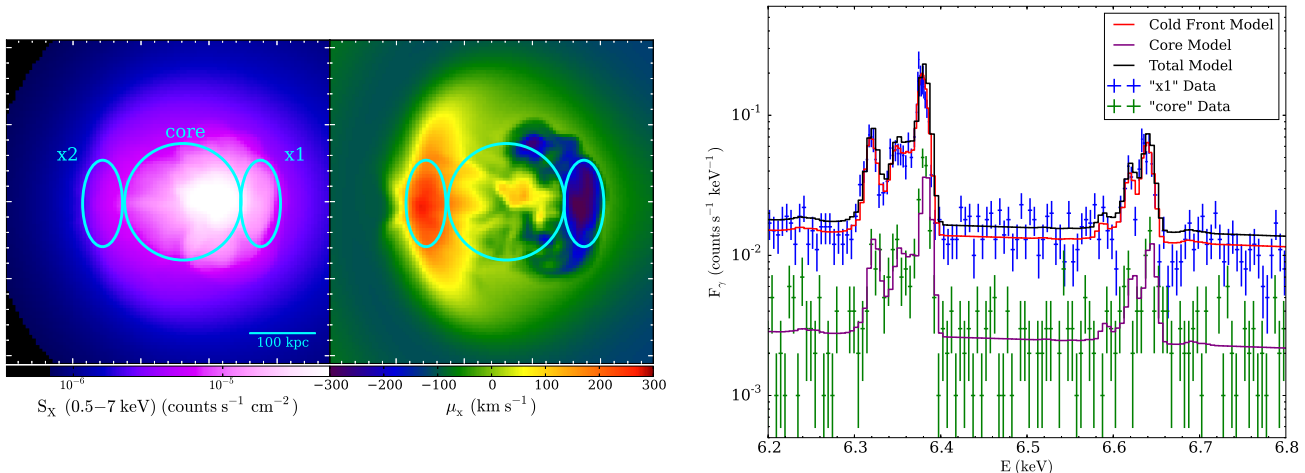 core
x2
x1
100 kpc
10⁻⁶
10⁻⁵
−300
−200
−100
0
100
200
300
S_X (0.5−7 keV) (counts s⁻¹ cm⁻²)
μ_x (km s⁻¹)
Cold Front Model
Core Model
Total Model
"x1" Data
"core" Data
10⁻¹
10⁻²
10⁻³
F_γ (counts s⁻¹ keV⁻¹)
6.2
6.3
6.4
6.5
6.6
6.7
6.8
E (keV)